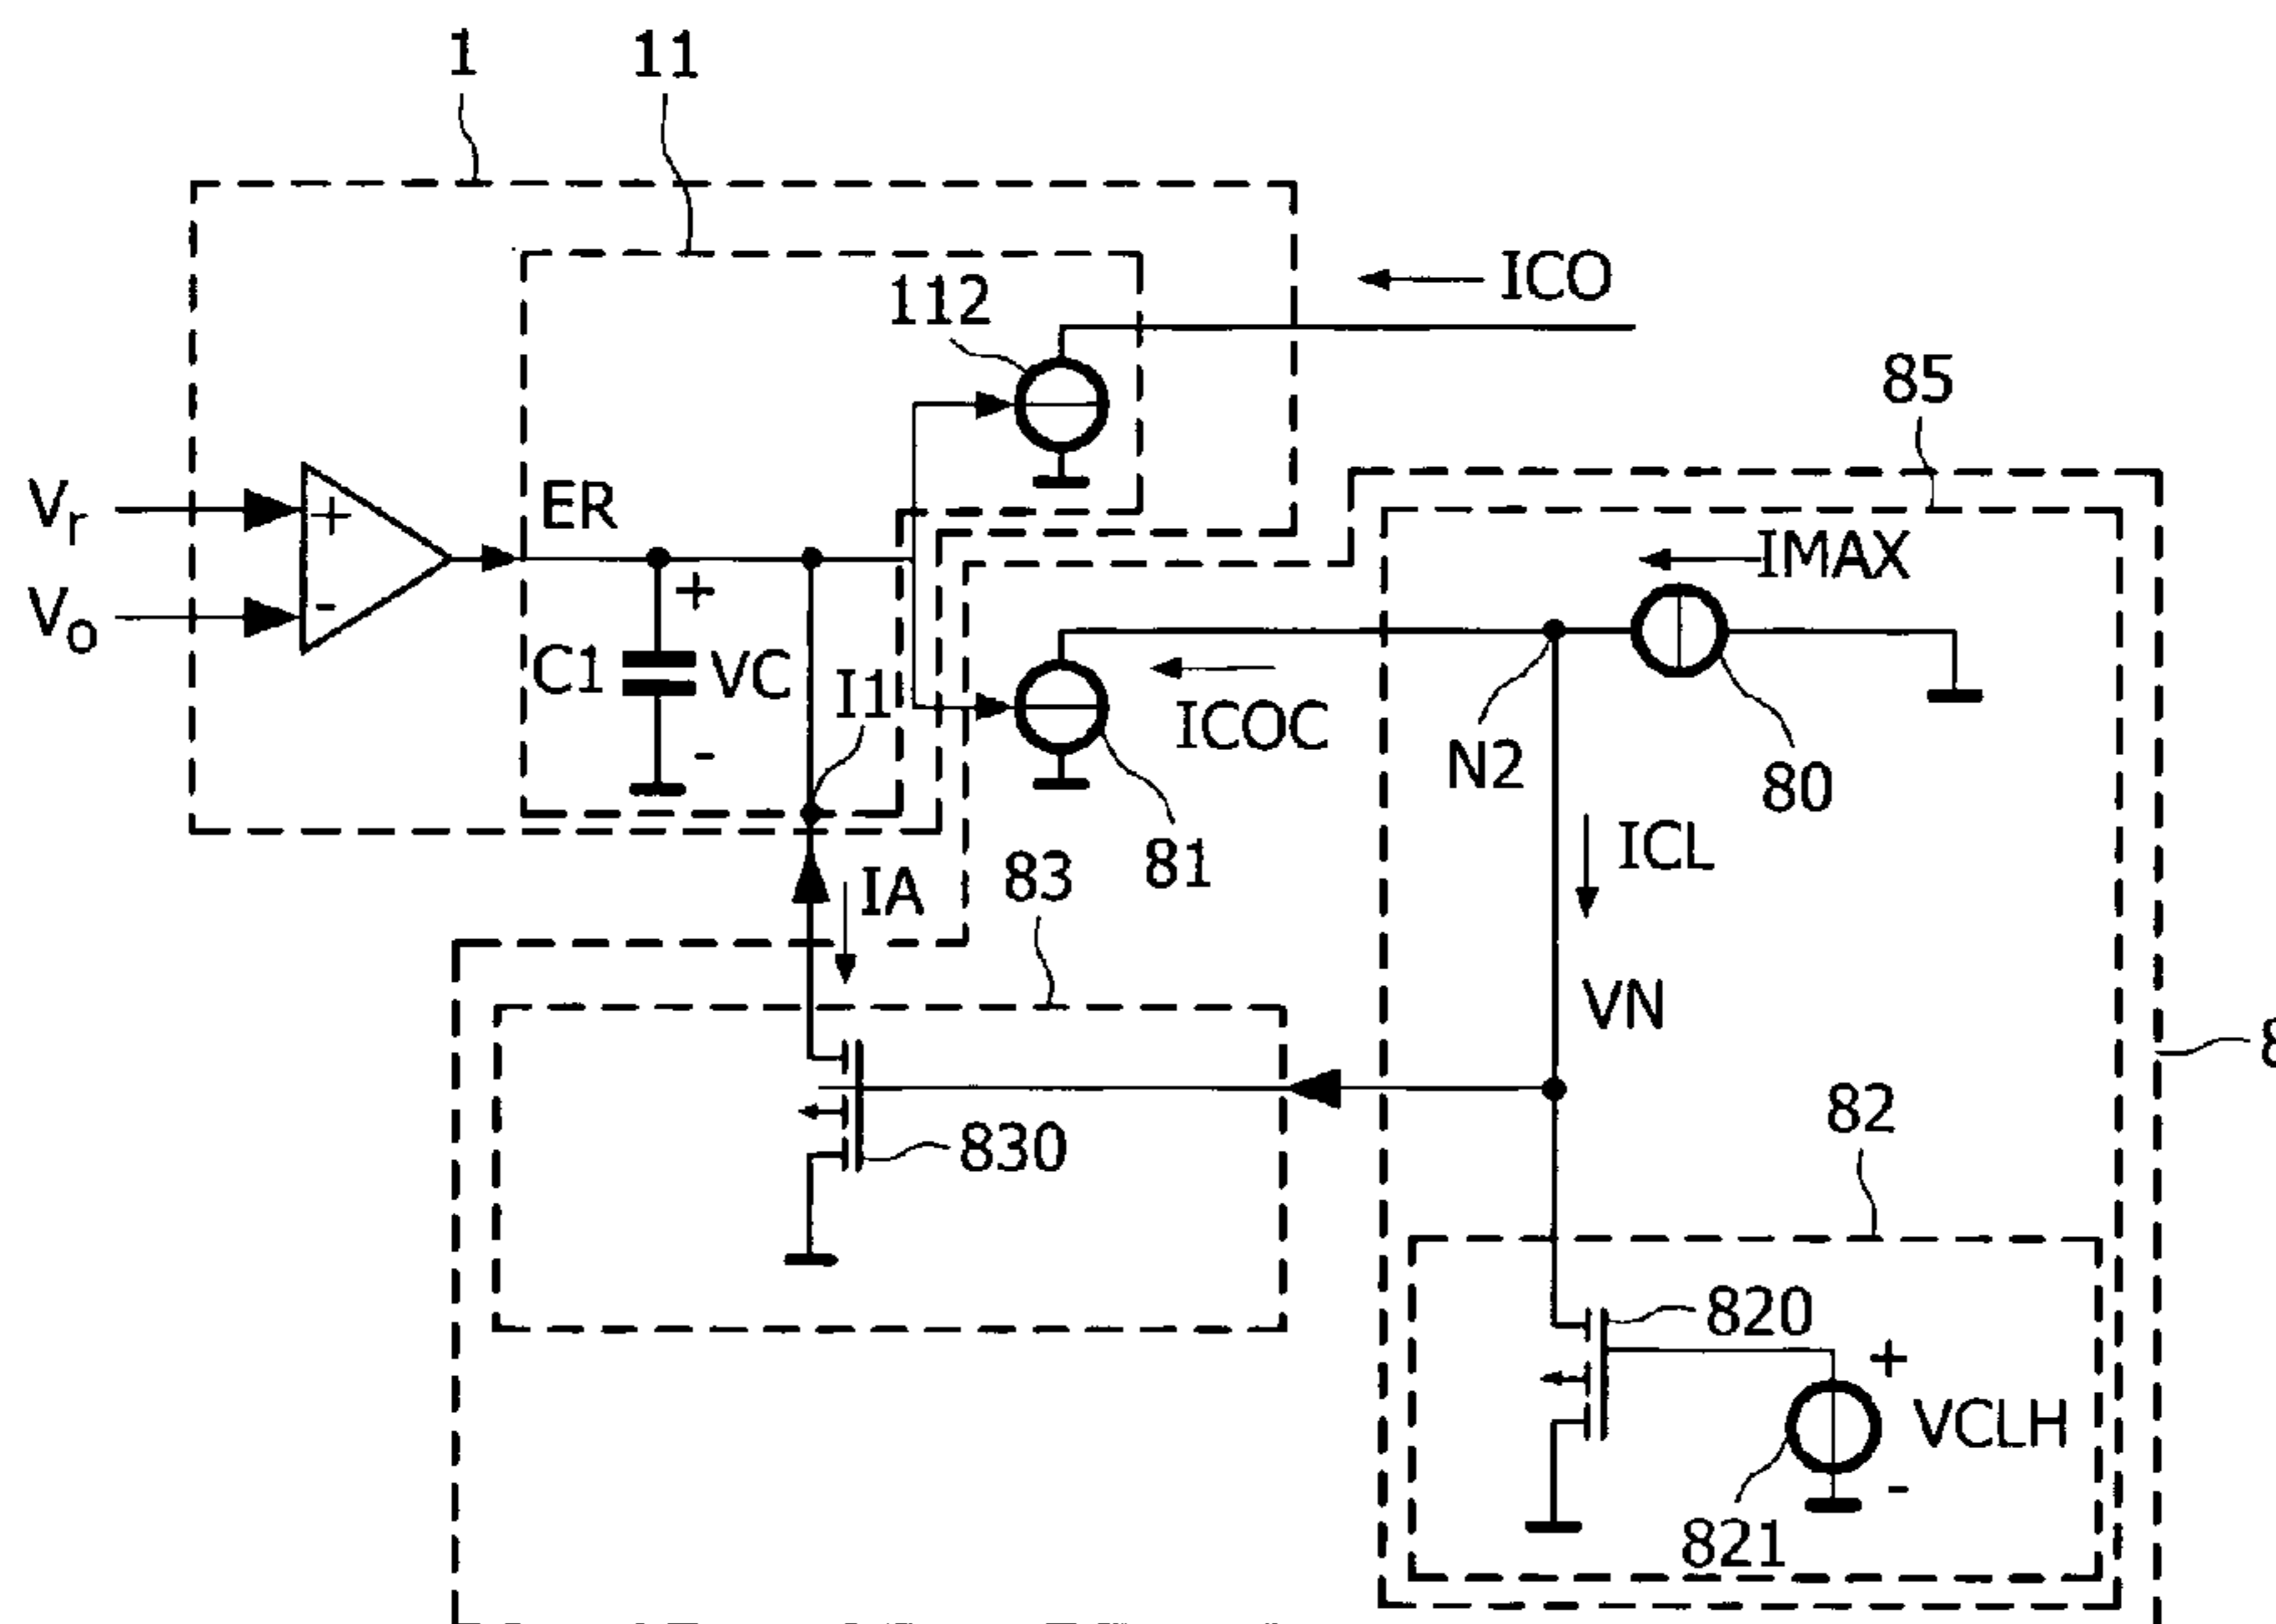 1
11
112
ICO
85
Vr
+
ER
IMAX
Vo
-
+
C1
VC
I1
ICOC
N2
80
-
81
ICL
83
IA
VN
8
82
830
820
+
VCLH
-
821